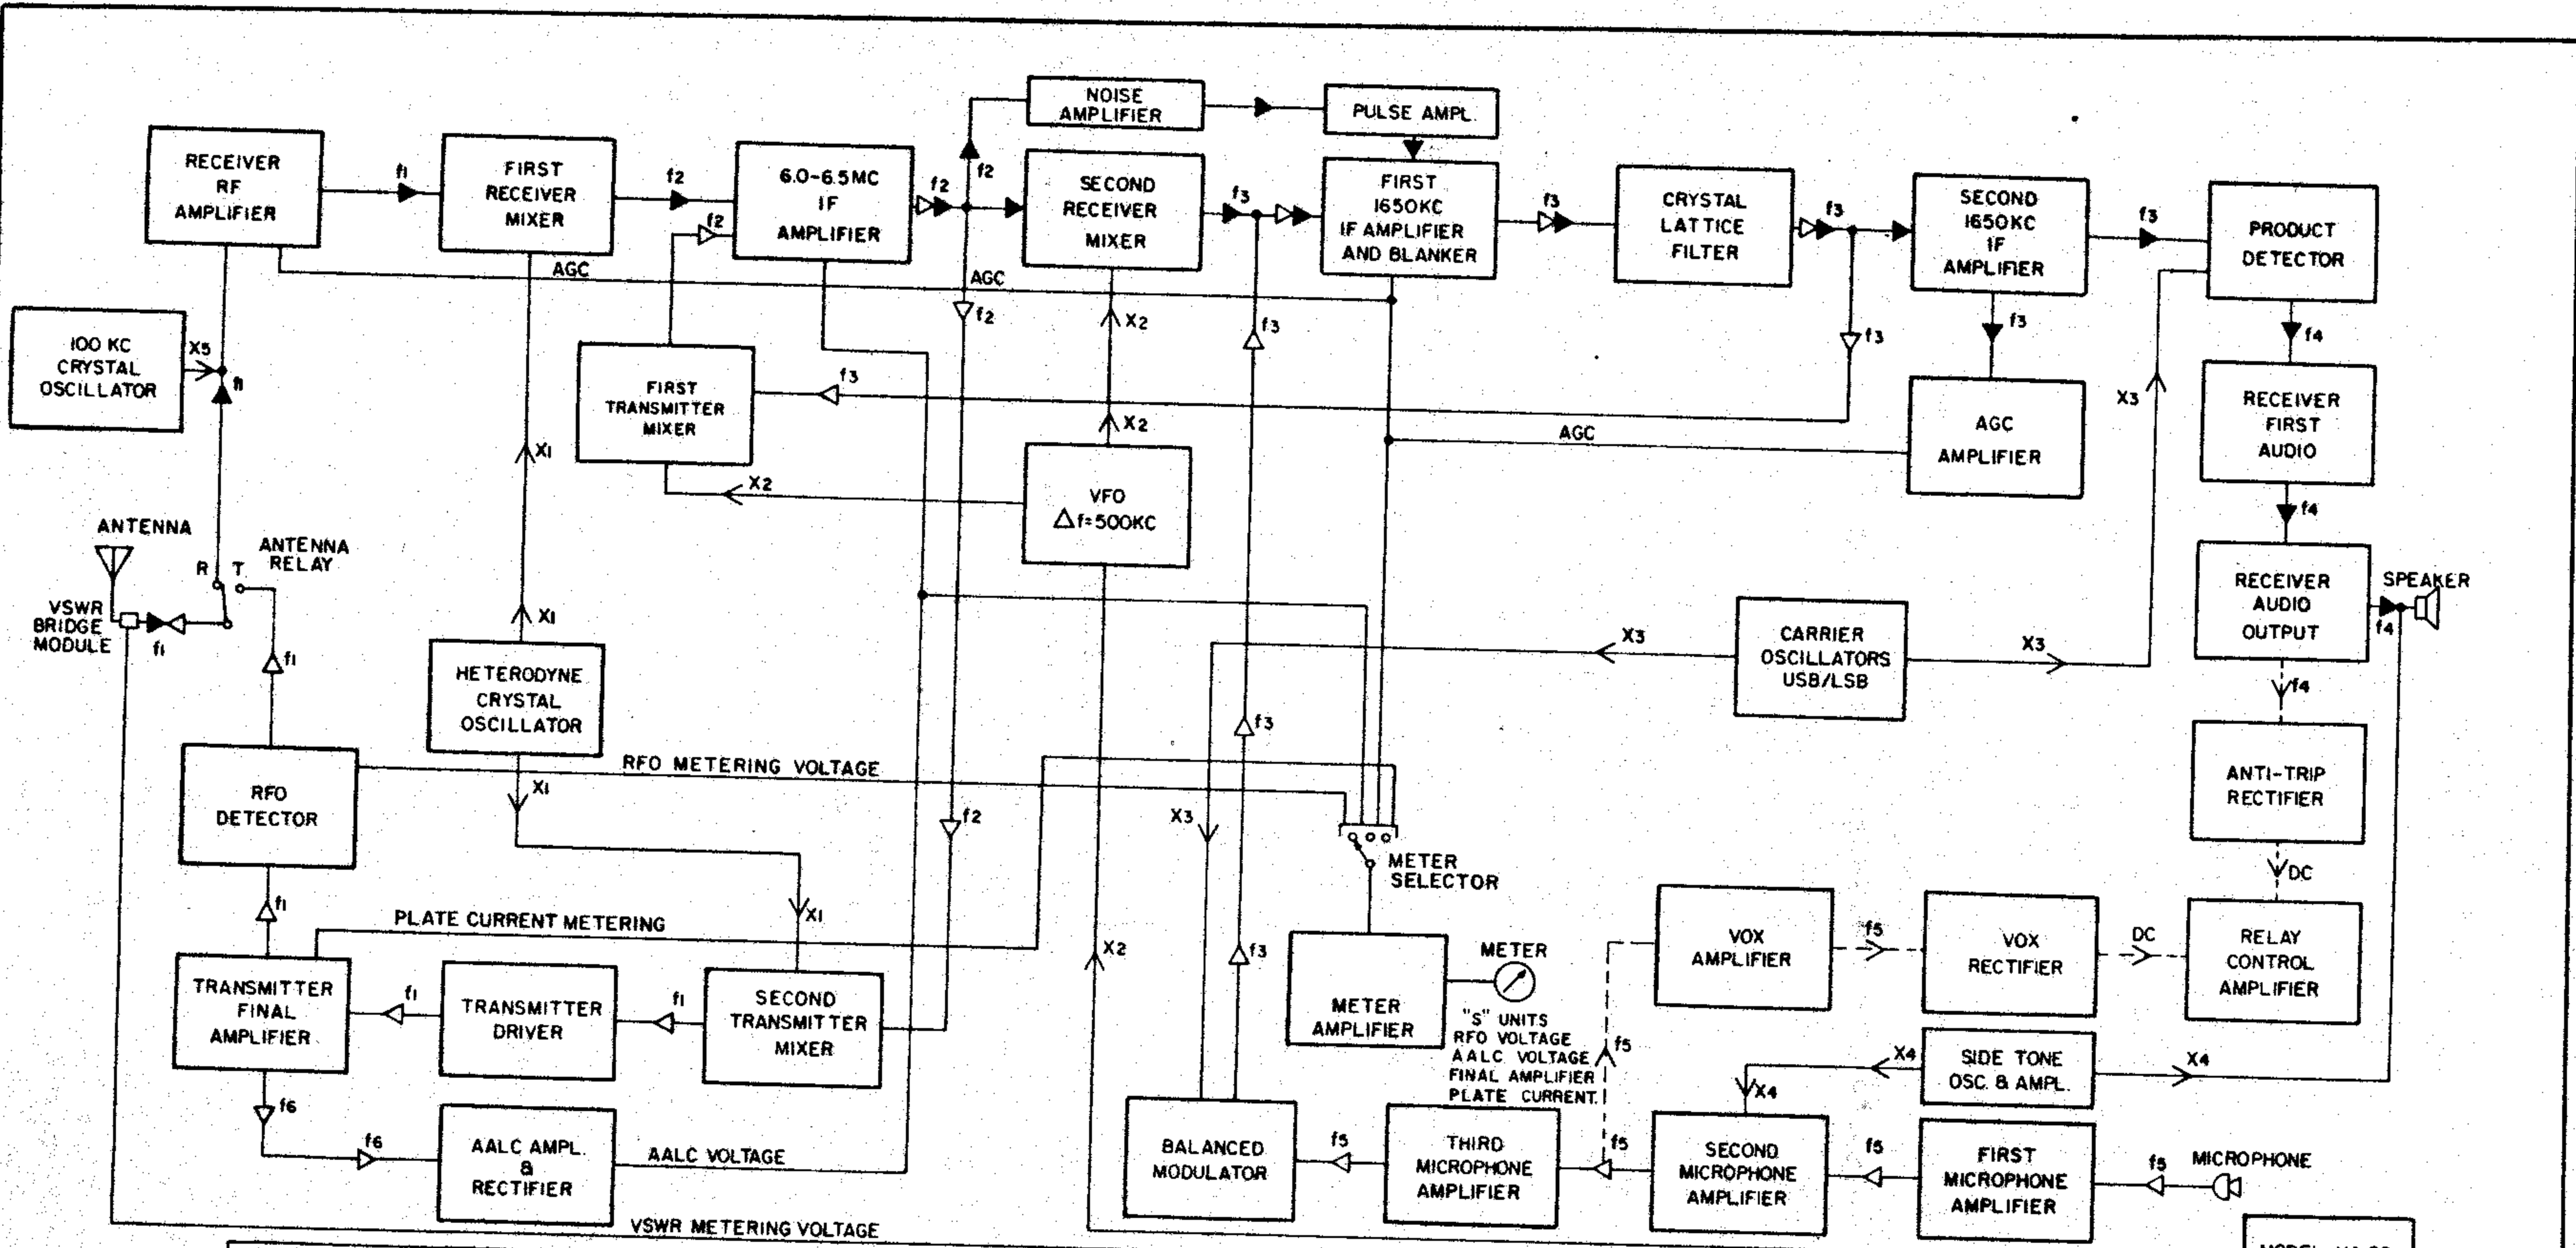 NOISE
AMPLIFIER
PULSE AMPL.
RECEIVER
RF
AMPLIFIER
f1
FIRST
RECEIVER
MIXER
f2
f2
6.0-6.5MC
IF
AMPLIFIER
f2
f2
SECOND
RECEIVER
MIXER
f3
FIRST
1650KC
IF AMPLIFIER
AND BLANKER
f3
CRYSTAL
LATTICE
FILTER
f3
SECOND
1650KC
IF
AMPLIFIER
f3
PRODUCT
DETECTOR
AGC
AGC
100 KC
CRYSTAL
OSCILLATOR
X5
f1
f2
X2
f3
f3
f3
f4
FIRST
TRANSMITTER
MIXER
f3
X2
X1
X2
VFO
△f=500KC
AGC
AGC
AMPLIFIER
X3
RECEIVER
FIRST
AUDIO
f4
ANTENNA
ANTENNA
RELAY
R T
VSWR
BRIDGE
MODULE
f1
f1
X1
HETERODYNE
CRYSTAL
OSCILLATOR
X1
X3
CARRIER
OSCILLATORS
USB/LSB
X3
RECEIVER
AUDIO
OUTPUT
SPEAKER
f4
f4
RFO
DETECTOR
RFO METERING VOLTAGE
f2
X3
f3
ANTI-TRIP
RECTIFIER
DC
METER
SELECTOR
f1
PLATE CURRENT METERING
X1
X2
f3
METER
AMPLIFIER
METER
"S" UNITS
RFO VOLTAGE
AALC VOLTAGE
FINAL AMPLIFIER
PLATE CURRENT
f5
VOX
AMPLIFIER
f5
VOX
RECTIFIER
DC
RELAY
CONTROL
AMPLIFIER
TRANSMITTER
FINAL
AMPLIFIER
f1
TRANSMITTER
DRIVER
f1
SECOND
TRANSMITTER
MIXER
X4
X4
SIDE TONE
OSC. & AMPL.
X4
f6
f6
AALC AMPL.
&
RECTIFIER
AALC VOLTAGE
BALANCED
MODULATOR
f5
THIRD
MICROPHONE
AMPLIFIER
f5
SECOND
MICROPHONE
AMPLIFIER
f5
FIRST
MICROPHONE
AMPLIFIER
f5
MICROPHONE
VSWR METERING VOLTAGE